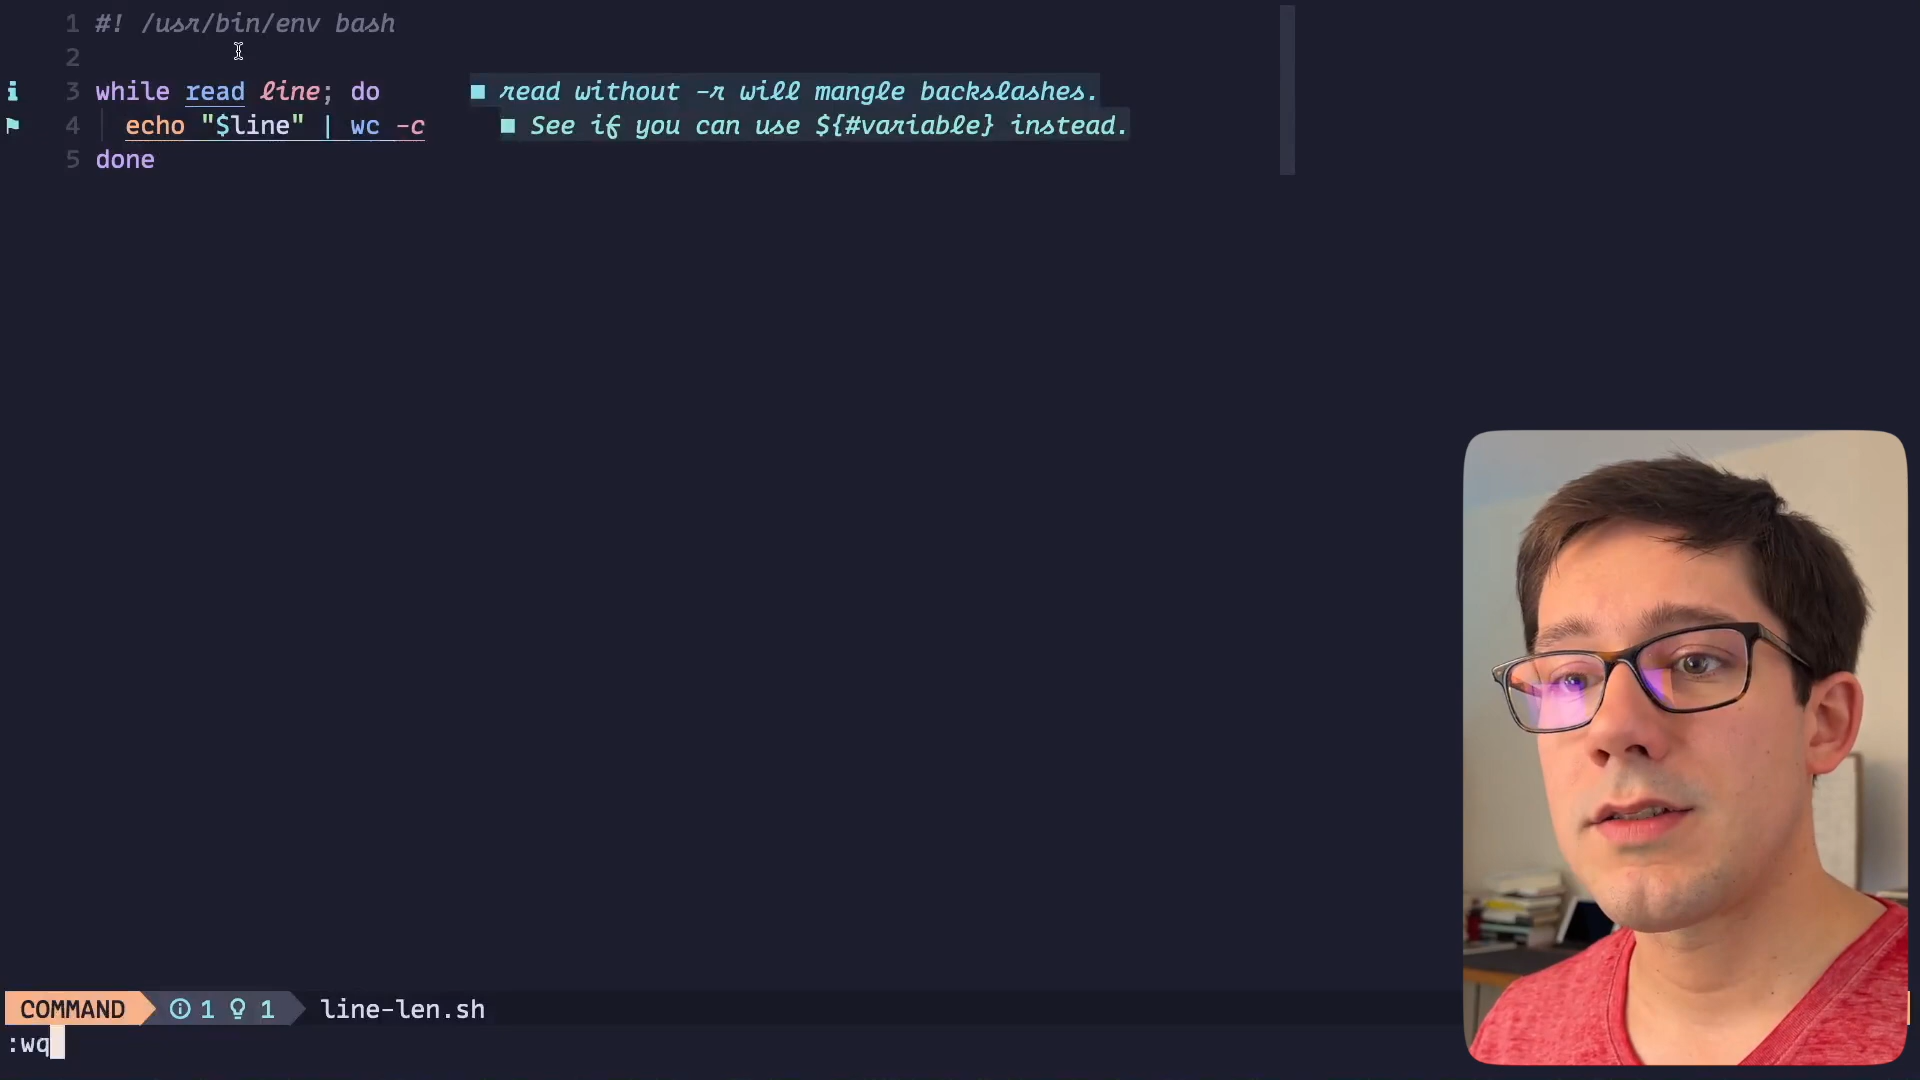 1 #! /usr/bin/env bash
2
3 while read line; do ■ read without -r will mangle backslashes.
4 echo "$line" | wc -c ■ See if you can use ${#variable} instead.
5 done
COMMAND 1 1 line-len.sh
:wq